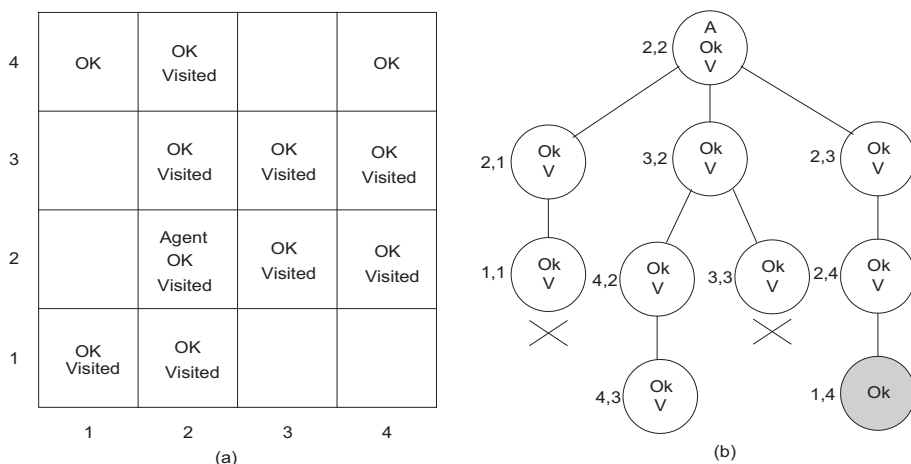 4
OK
OK
Visited
OK
3
OK
Visited
OK
Visited
OK
Visited
2
Agent
OK
Visited
OK
Visited
OK
Visited
1
OK
Visited
OK
Visited
1
2
3
4
(a)
2,2
A
Ok
V
2,1
Ok
V
3,2
Ok
V
2,3
Ok
V
1,1
Ok
V
4,2
Ok
V
3,3
Ok
V
2,4
Ok
V
4,3
Ok
V
1,4
Ok
(b)